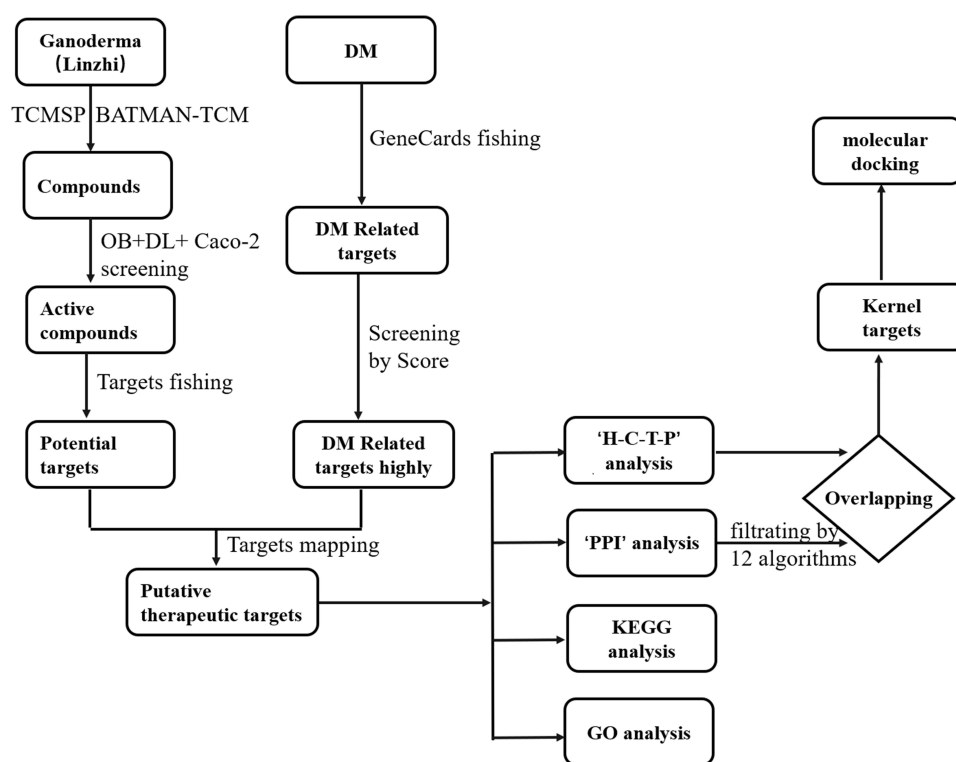 Ganoderma
(Linzhi)
TCMSP BATMAN-TCM
Compounds
OB+DL+ Caco-2
screening
Active
compounds
Targets fishing
Potential
targets
DM
GeneCards fishing
DM Related
targets
Screening
by Score
DM Related
targets highly
Targets mapping
Putative
therapeutic targets
‘H-C-T-P’
analysis
‘PPI’ analysis
filtrating by
12 algorithms
KEGG
analysis
GO analysis
Overlapping
Kernel
targets
molecular
docking